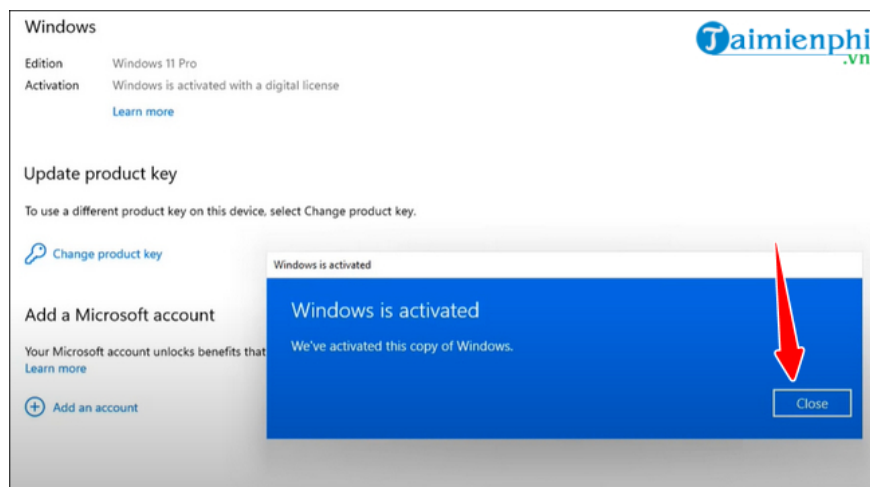 Windows
Taimienphi
.vn
Edition Windows 11 Pro
Activation Windows is activated with a digital license
Learn more
Update product key
To use a different product key on this device, select Change product key.
Change product key
Windows is activated
Add a Microsoft account
Windows is activated
Your Microsoft account unlocks benefits that
We've activated this copy of Windows.
Learn more
Add an account
Close